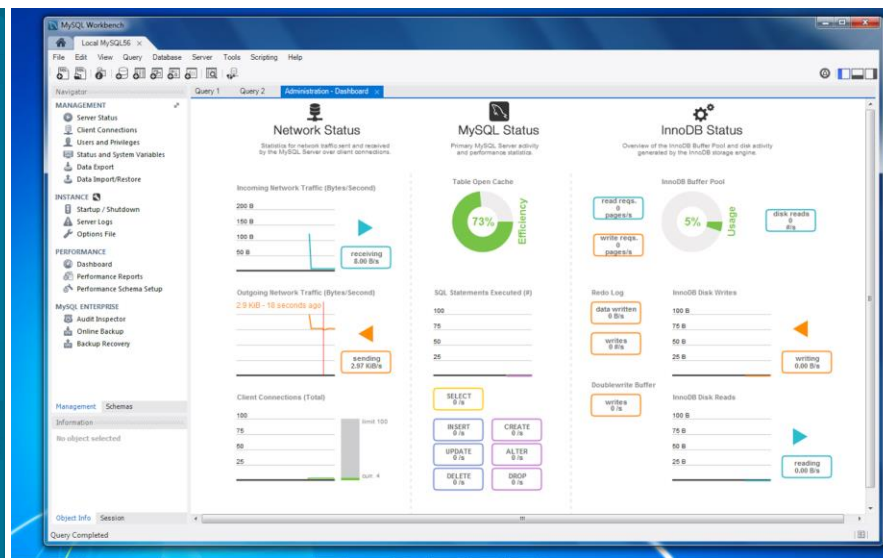 MySQL Workbench
Local MySQL56
File Edit View Query Database Server Tools Scripting Help
Navigator
MANAGEMENT
Server Status
Client Connections
Users and Privileges
Status and System Variables
Data Export
Data Import/Restore
INSTANCE
Startup / Shutdown
Server Logs
Options File
PERFORMANCE
Dashboard
Performance Reports
Performance Schema Setup
MySQL ENTERPRISE
Audit Inspector
Online Backup
Backup Recovery
Management Schemas
Information
No object selected
Object Info Session
Query Completed
Query 1 Query 2 Administration - Dashboard
Network Status
Statistics for network traffic sent and received
by the MySQL Server over client connections.
Incoming Network Traffic (Bytes/Second)
200 B
150 B
100 B
50 B
receiving
8.00 B/s
Outgoing Network Traffic (Bytes/Second)
2.9 KiB - 18 seconds ago
sending
2.97 KiB/s
Client Connections (Total)
100
75
50
25
MySQL Status
Primary MySQL Server activity
and performance statistics.
Table Open Cache
73%
Efficiency
SQL Statements Executed (#)
100
75
50
25
SELECT
0 /s
INSERT
0 /s
CREATE
0 /s
UPDATE
0 /s
ALTER
0 /s
DELETE
0 /s
DROP
0 /s
InnoDB Status
Overview of the InnoDB Buffer Pool and disk activity
generated by the InnoDB storage engine.
InnoDB Buffer Pool
read reqs.
0
pages/s
write reqs.
0
pages/s
5%
Usage
disk reads
0
#/s
Redo Log
data written
0 B/s
writes
0 #/s
InnoDB Disk Writes
100 B
75 B
50 B
25 B
writing
0.00 B/s
Doublewrite Buffer
writes
0 /s
InnoDB Disk Reads
100 B
75 B
50 B
25 B
reading
0.00 B/s